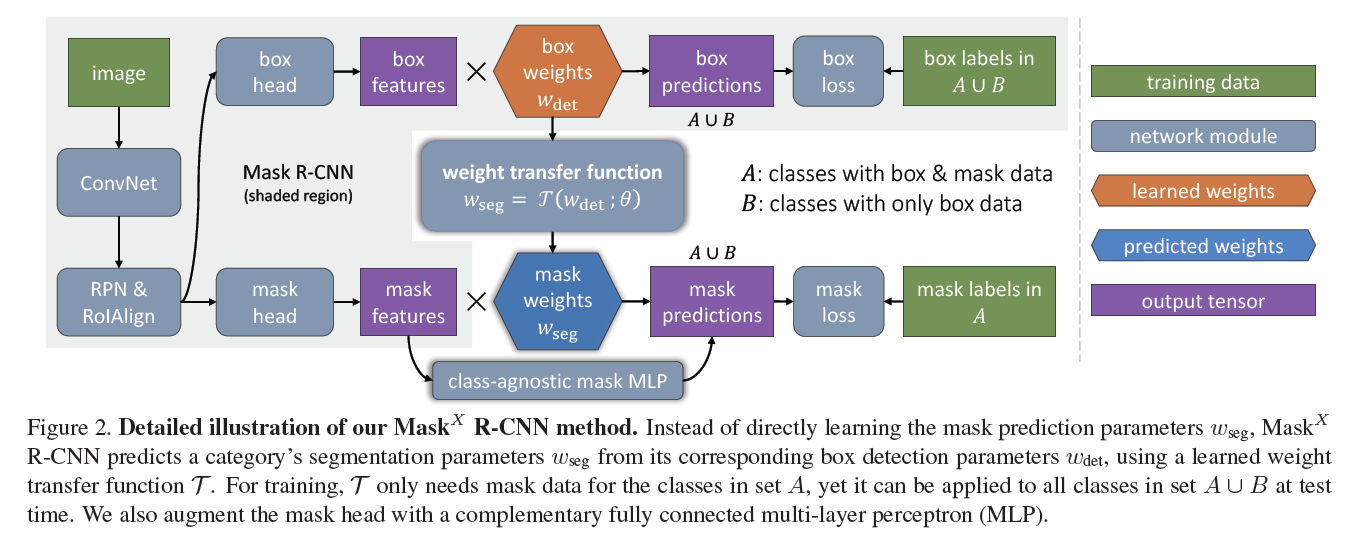 image
box
head
box
features
×
box
weights
w_det
box
predictions
A ∪ B
box
loss
box labels in
A ∪ B
ConvNet
Mask R-CNN
(shaded region)
weight transfer function
w_seg = 𝒯(w_det ; θ)
A: classes with box & mask data
B: classes with only box data
RPN &
RoIAlign
mask
head
mask
features
×
mask
weights
w_seg
A ∪ B
mask
predictions
mask
loss
mask labels in
A
class-agnostic mask MLP
training data
network module
learned weights
predicted weights
output tensor
Figure 2. Detailed illustration of our Mask^X R-CNN method. Instead of directly learning the mask prediction parameters w_seg, Mask^X
R-CNN predicts a category's segmentation parameters w_seg from its corresponding box detection parameters w_det, using a learned weight
transfer function 𝒯. For training, 𝒯 only needs mask data for the classes in set A, yet it can be applied to all classes in set A ∪ B at test
time. We also augment the mask head with a complementary fully connected multi-layer perceptron (MLP).